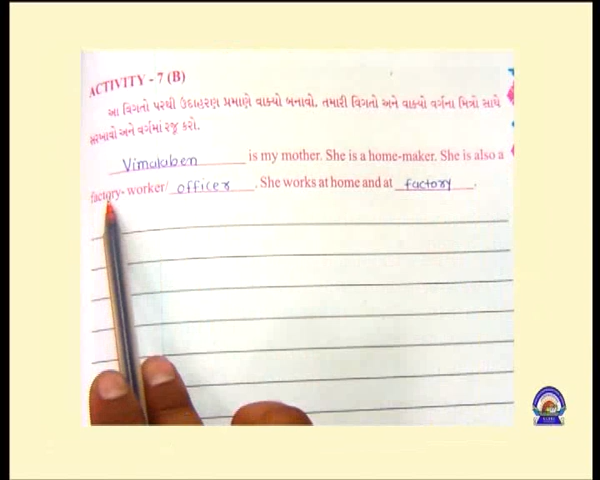 ACTIVITY - 7 (B)
આ વિગતો પરથી ઉદાહરણ પ્રમાણે વાક્યો બનાવો. તમારી વિગતો અને વાક્યો વર્ગના મિત્રો સાથે
સરખાવો અને વર્ગમાં રજૂ કરો.
Vimalaben is my mother. She is a home-maker. She is also a
factory- worker/ officer. She works at home and at factory.